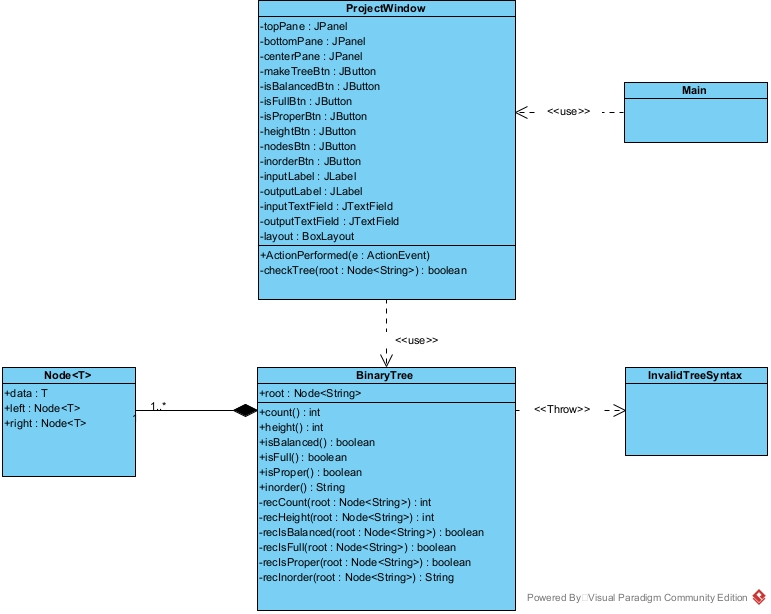 ProjectWindow
-topPane : JPanel
-bottomPane : JPanel
-centerPane : JPanel
-makeTreeBtn : JButton
-isBalancedBtn : JButton
-isFullBtn : JButton
-isProperBtn : JButton
-heightBtn : JButton
-nodesBtn : JButton
-inorderBtn : JButton
-inputLabel : JLabel
-outputLabel : JLabel
-inputTextField : JTextField
-outputTextField : JTextField
-layout : BoxLayout
+ActionPerformed(e : ActionEvent)
-checkTree(root : Node<String>) : boolean
<<use>>
Main
<<use>>
Node<T>
+data : T
+left : Node<T>
+right : Node<T>
1..*
BinaryTree
+root : Node<String>
+count() : int
+height() : int
+isBalanced() : boolean
+isFull() : boolean
+isProper() : boolean
+inorder() : String
-recCount(root : Node<String>) : int
-recHeight(root : Node<String>) : int
-recIsBalanced(root : Node<String>) : boolean
-recIsFull(root : Node<String>) : boolean
-recIsProper(root : Node<String>) : boolean
-recInorder(root : Node<String>) : String
<<Throw>>
InvalidTreeSyntax
Powered By Visual Paradigm Community Edition